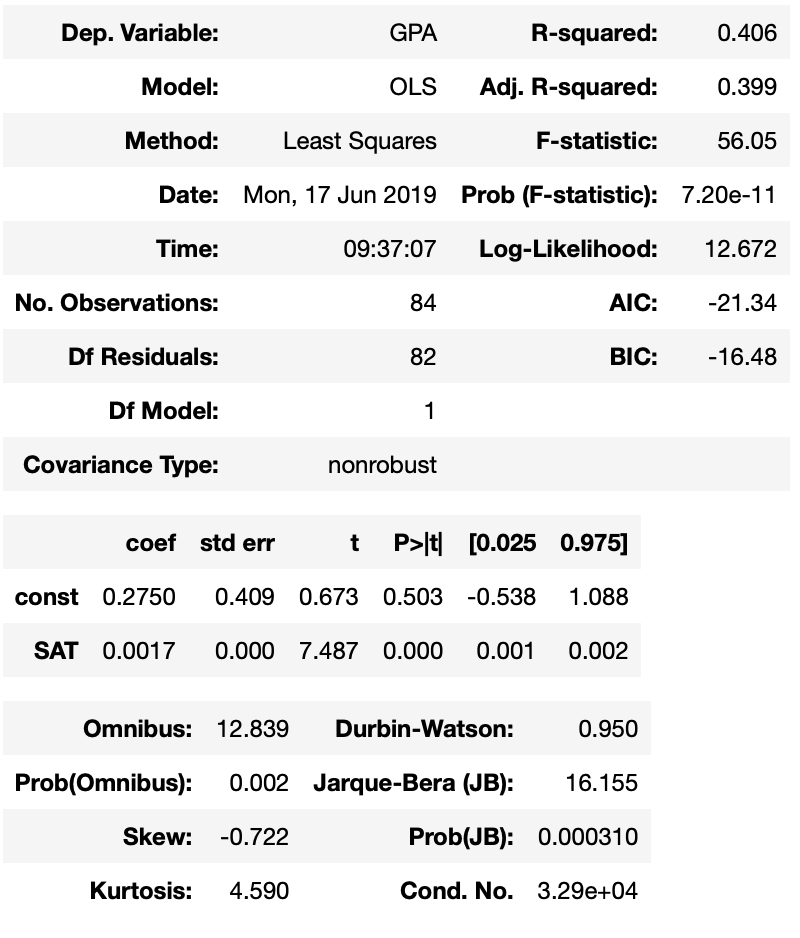 Dep. Variable: GPA R-squared: 0.406
Model: OLS Adj. R-squared: 0.399
Method: Least Squares F-statistic: 56.05
Date: Mon, 17 Jun 2019 Prob (F-statistic): 7.20e-11
Time: 09:37:07 Log-Likelihood: 12.672
No. Observations: 84 AIC: -21.34
Df Residuals: 82 BIC: -16.48
Df Model: 1
Covariance Type: nonrobust
coef std err t P>|t| [0.025 0.975]
const 0.2750 0.409 0.673 0.503 -0.538 1.088
SAT 0.0017 0.000 7.487 0.000 0.001 0.002
Omnibus: 12.839 Durbin-Watson: 0.950
Prob(Omnibus): 0.002 Jarque-Bera (JB): 16.155
Skew: -0.722 Prob(JB): 0.000310
Kurtosis: 4.590 Cond. No. 3.29e+04